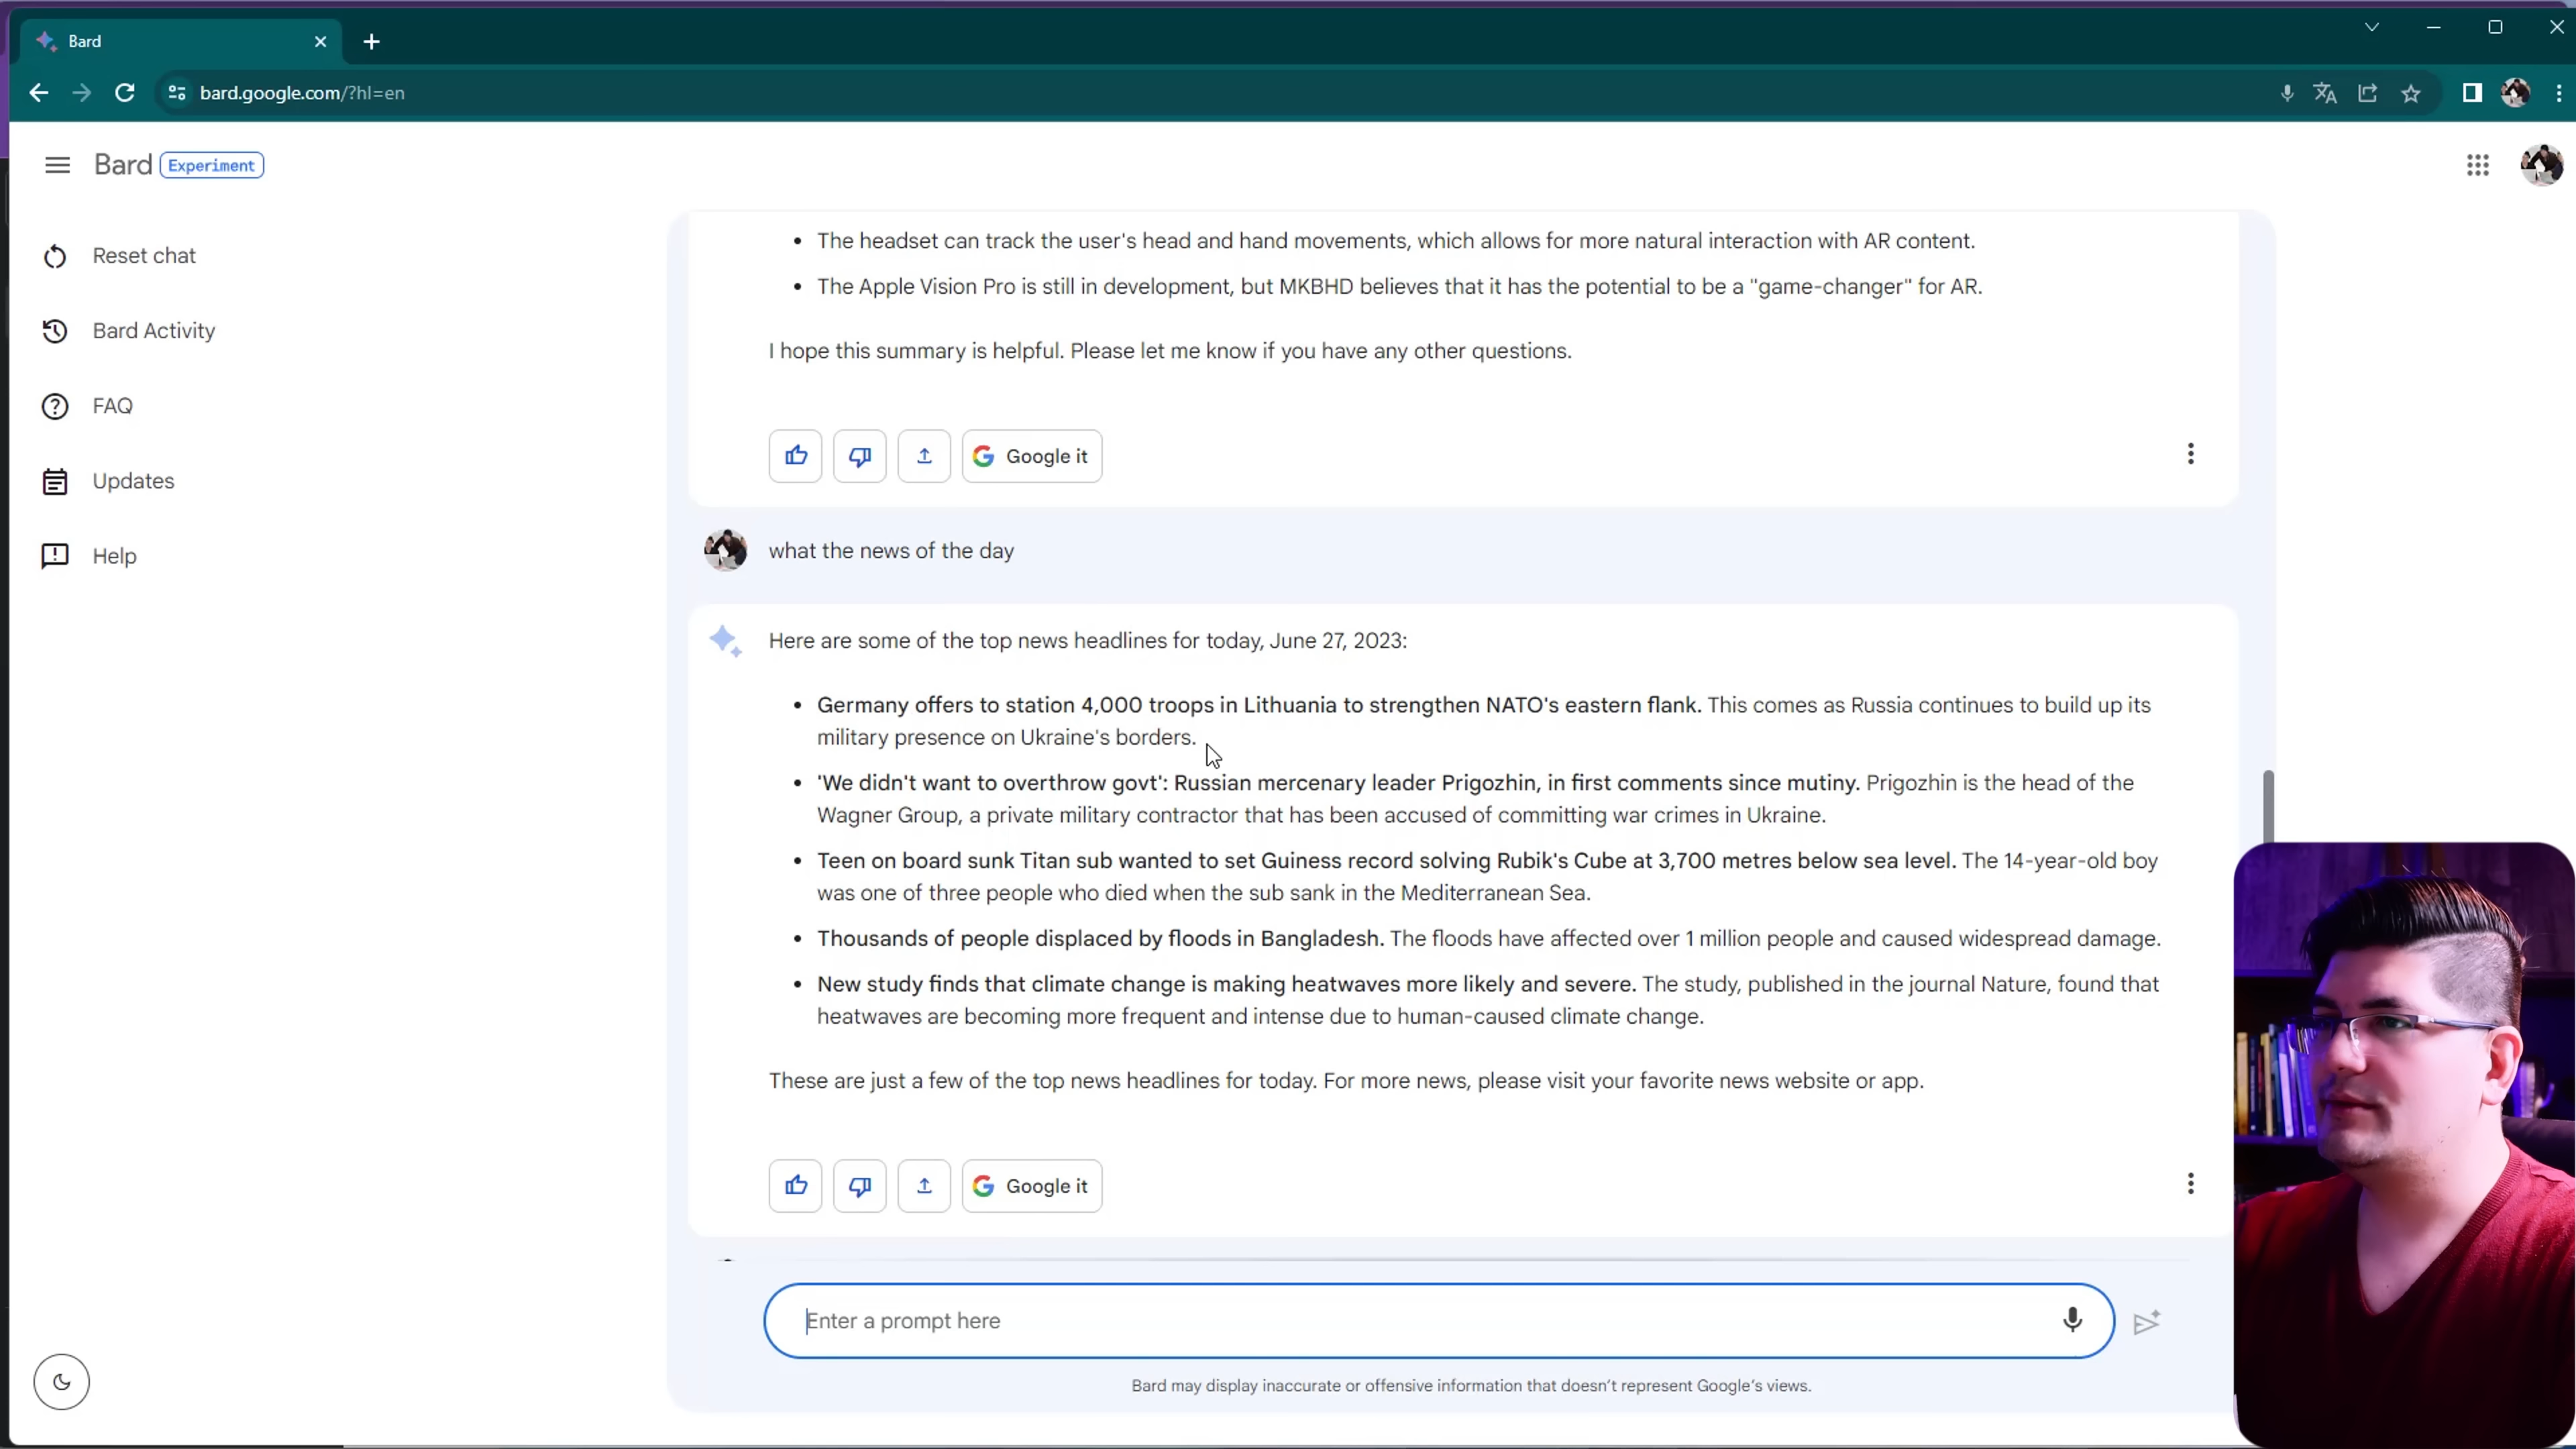 Bard
bard.google.com/?hl=en
Bard Experiment
Reset chat
Bard Activity
FAQ
Updates
Help
• The headset can track the user's head and hand movements, which allows for more natural interaction with AR content.
• The Apple Vision Pro is still in development, but MKBHD believes that it has the potential to be a "game-changer" for AR.
I hope this summary is helpful. Please let me know if you have any other questions.
Google it
what the news of the day
Here are some of the top news headlines for today, June 27, 2023:
• Germany offers to station 4,000 troops in Lithuania to strengthen NATO's eastern flank. This comes as Russia continues to build up its
military presence on Ukraine's borders.
• 'We didn't want to overthrow govt': Russian mercenary leader Prigozhin, in first comments since mutiny. Prigozhin is the head of the
Wagner Group, a private military contractor that has been accused of committing war crimes in Ukraine.
• Teen on board sunk Titan sub wanted to set Guiness record solving Rubik's Cube at 3,700 metres below sea level. The 14-year-old boy
was one of three people who died when the sub sank in the Mediterranean Sea.
• Thousands of people displaced by floods in Bangladesh. The floods have affected over 1 million people and caused widespread damage.
• New study finds that climate change is making heatwaves more likely and severe. The study, published in the journal Nature, found that
heatwaves are becoming more frequent and intense due to human-caused climate change.
These are just a few of the top news headlines for today. For more news, please visit your favorite news website or app.
Google it
Enter a prompt here
Bard may display inaccurate or offensive information that doesn't represent Google's views.